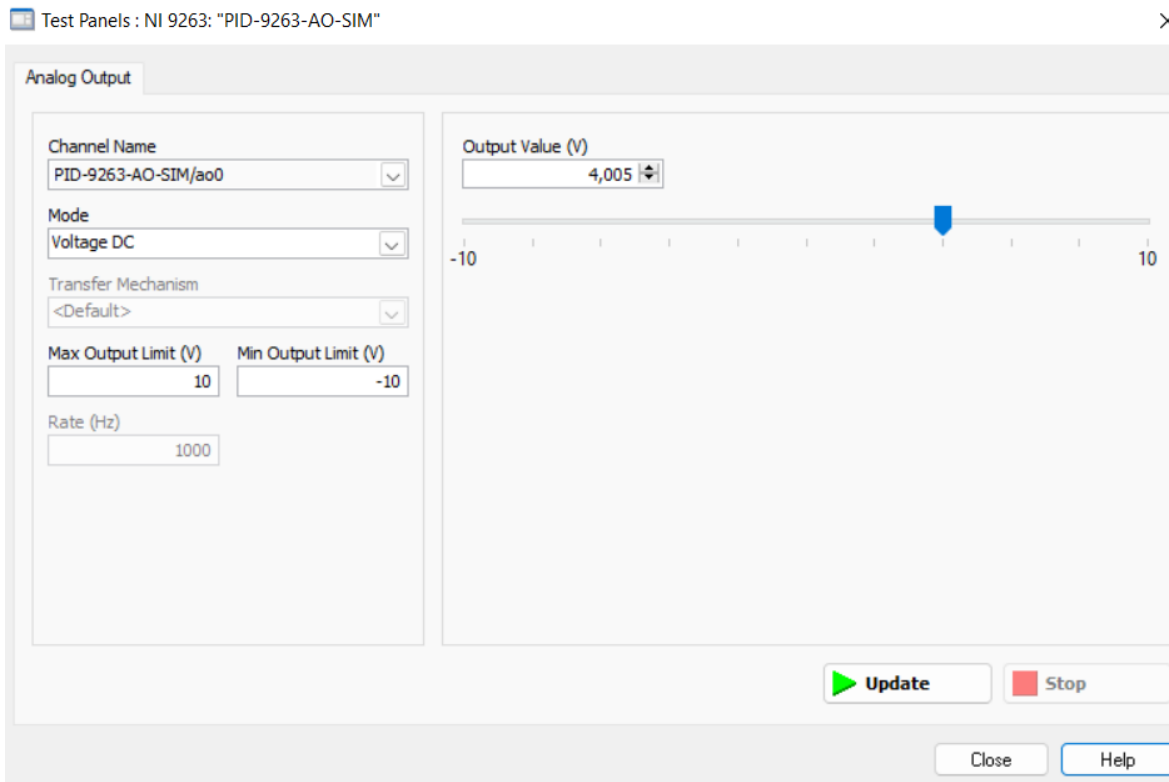 Test Panels : NI 9263: "PID-9263-AO-SIM"
Analog Output
Channel Name
PID-9263-AO-SIM/ao0
Mode
Voltage DC
Transfer Mechanism
<Default>
Max Output Limit (V) Min Output Limit (V)
10 -10
Rate (Hz)
1000
Output Value (V)
4,005
-10 10
Update Stop
Close Help